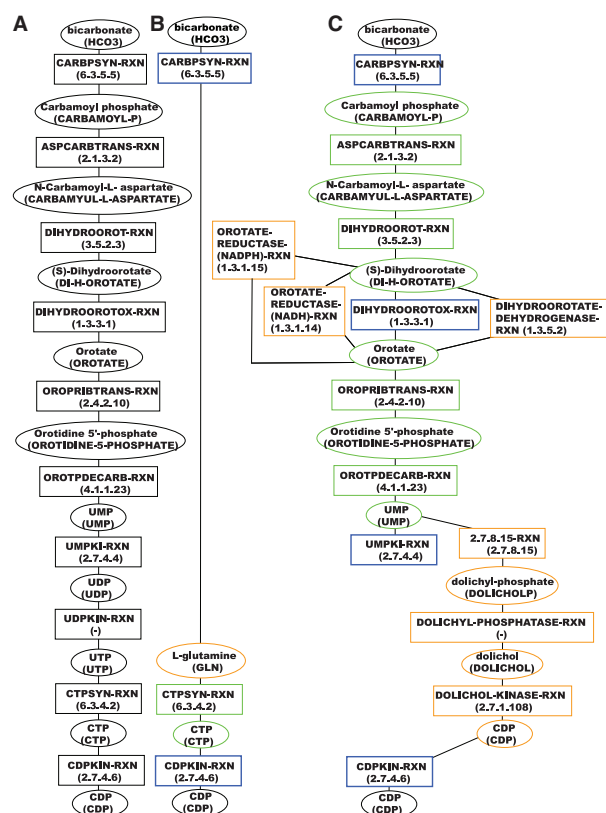 A
bicarbonate
(HCO3)
CARBPSYN-RXN
(6-3-5-5)
Carbamoyl phosphate
(CARBAMOYL-P)
ASPCARBTRANS-RXN
(2-1-3-2)
N-Carbamoyl-L- aspartate
(CARBAMYUL-L-ASPARTATE)
DIHYDROOROT-RXN
(3-5-2-3)
(S)-Dihydroorotate
(DI-H-OROTATE)
DIHYDROOROTOX-RXN
(1-3-3-1)
Orotate
(OROTATE)
OROPRIBTRANS-RXN
(2-4-2-10)
Orotidine 5'-phosphate
(OROTIDINE-5-PHOSPHATE)
OROTPDECARB-RXN
(4.1.1.23)
UMP
(UMP)
UMPKI-RXN
(2-7-4-4)
UDP
(UDP)
UDPKIN-RXN
(-)
UTP
(UTP)
CTPSYN-RXN
(6-3-4-2)
CTP
(CTP)
CDPKIN-RXN
(2-7-4-6)
CDP
(CDP)
B
bicarbonate
(HCO3)
CARBPSYN-RXN
(6-3-5-5)
L-glutamine
(GLN)
CTPSYN-RXN
(6-3-4-2)
CTP
(CTP)
CDPKIN-RXN
(2-7-4-6)
CDP
(CDP)
C
bicarbonate
(HCO3)
CARBPSYN-RXN
(6-3-5-5)
Carbamoyl phosphate
(CARBAMOYL-P)
ASPCARBTRANS-RXN
(2-1-3-2)
N-Carbamoyl-L- aspartate
(CARBAMYUL-L-ASPARTATE)
DIHYDROOROT-RXN
(3-5-2-3)
OROTATE-
REDUCTASE-
(NADPH)-RXN
(1-3-1-15)
(S)-Dihydroorotate
(DI-H-OROTATE)
OROTATE-
REDUCTASE-
(NADH)-RXN
(1-3-1-14)
DIHYDROOROTOX-RXN
(1-3-3-1)
DIHYDROOROTATE-
DEHYDROGENASE-
RXN (1-3-5-2)
Orotate
(OROTATE)
OROPRIBTRANS-RXN
(2-4-2-10)
Orotidine 5'-phosphate
(OROTIDINE-5-PHOSPHATE)
OROTPDECARB-RXN
(4.1.1.23)
UMP
(UMP)
UMPKI-RXN
(2-7-4-4)
2-7-8-15-RXN
(2-7-8-15)
dolichyl-phosphate
(DOLICHOLP)
DOLICHYL-PHOSPHATASE-RXN
(-)
dolichol
(DOLICHOL)
DOLICHOL-KINASE-RXN
(2.7.1.108)
CDP
(CDP)
CDPKIN-RXN
(2-7-4-6)
CDP
(CDP)